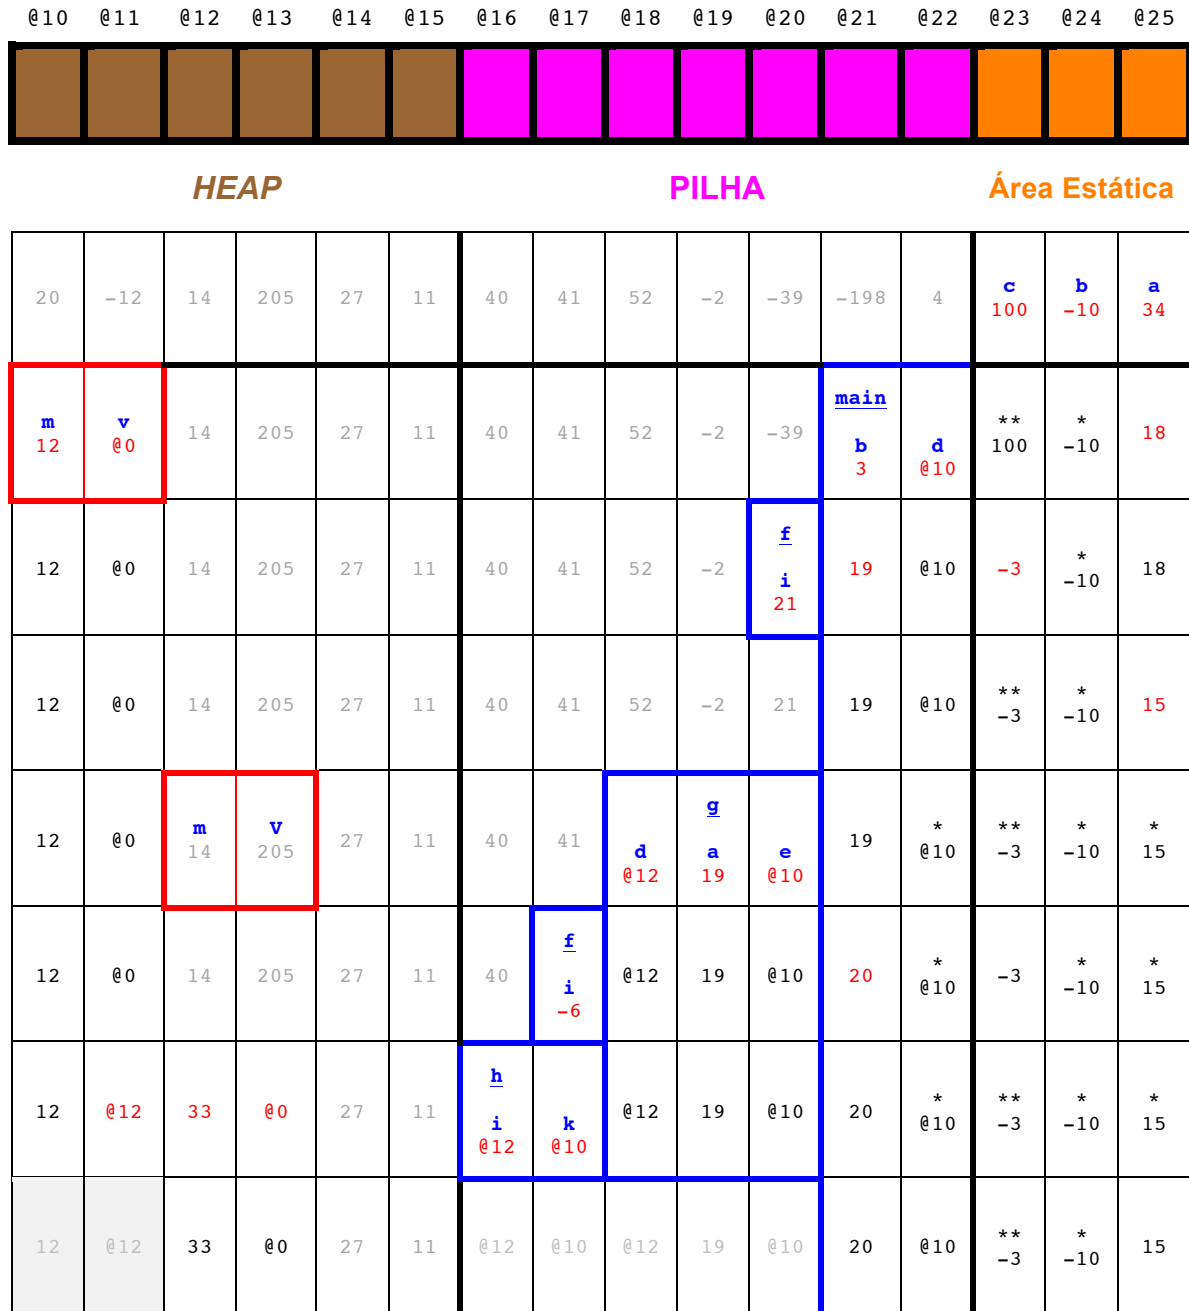 @10 @11 @12 @13 @14 @15 @16 @17 @18 @19 @20 @21 @22 @23 @24 @25
HEAP PILHA Área Estática
c b a
20 -12 14 205 27 11 40 41 52 -2 -39 -198 4 100 -10 34
main
m v ** *
12 @0 14 205 27 11 40 41 52 -2 -39 b d 100 -10 18
3 @10
f
12 @0 14 205 27 11 40 41 52 -2 i 19 @10 -3 * 18
21 -10
** *
12 @0 14 205 27 11 40 41 52 -2 21 19 @10 -3 -10 15
g
m v * ** * *
12 @0 14 205 27 11 40 41 d a e 19 @10 -3 -10 15
@12 19 @10
f
12 @0 14 205 27 11 40 i @12 19 @10 20 * -3 * *
-6 @10 -10 15
h
12 @12 33 @0 27 11 i k @12 19 @10 20 * ** * *
@12 @10 @10 -3 -10 15
** *
12 @12 33 @0 27 11 @12 @10 @12 19 @10 20 @10 -3 -10 15